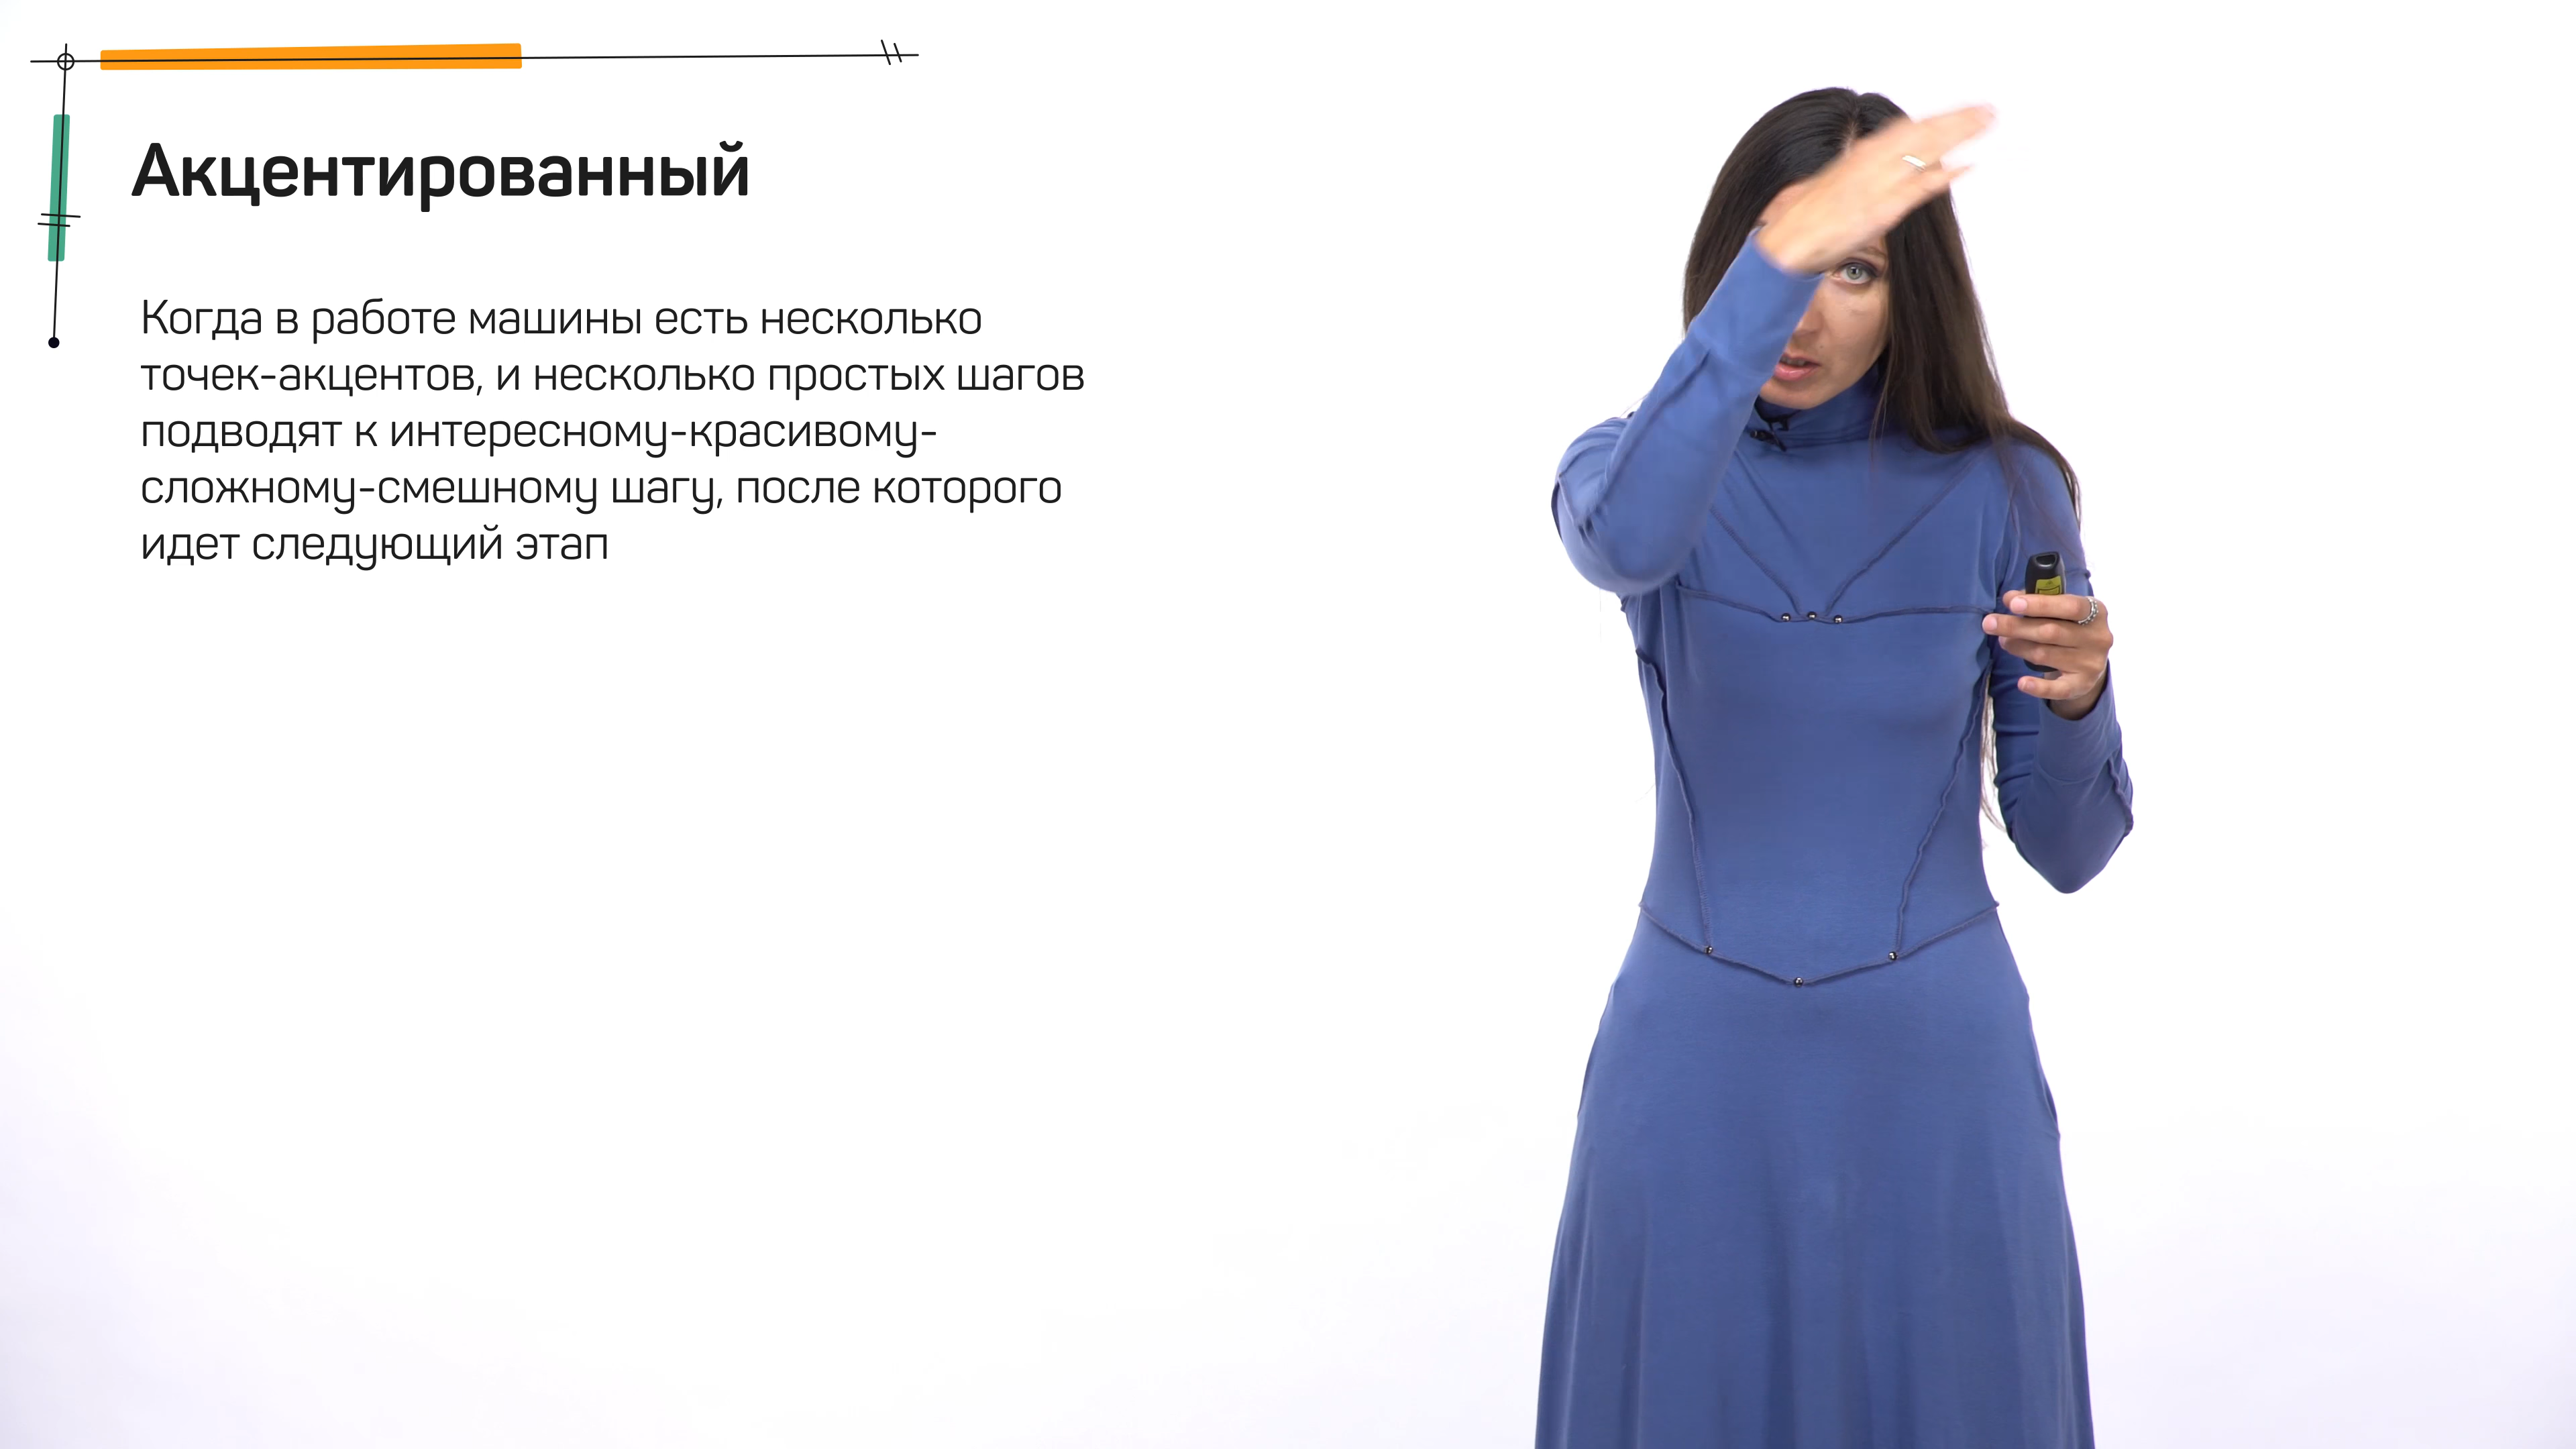 Акцентированный
Когда в работе машины есть несколько
точек-акцентов, и несколько простых шагов
подводят к интересному-красивому-
сложному-смешному шагу, после которого
идет следующий этап